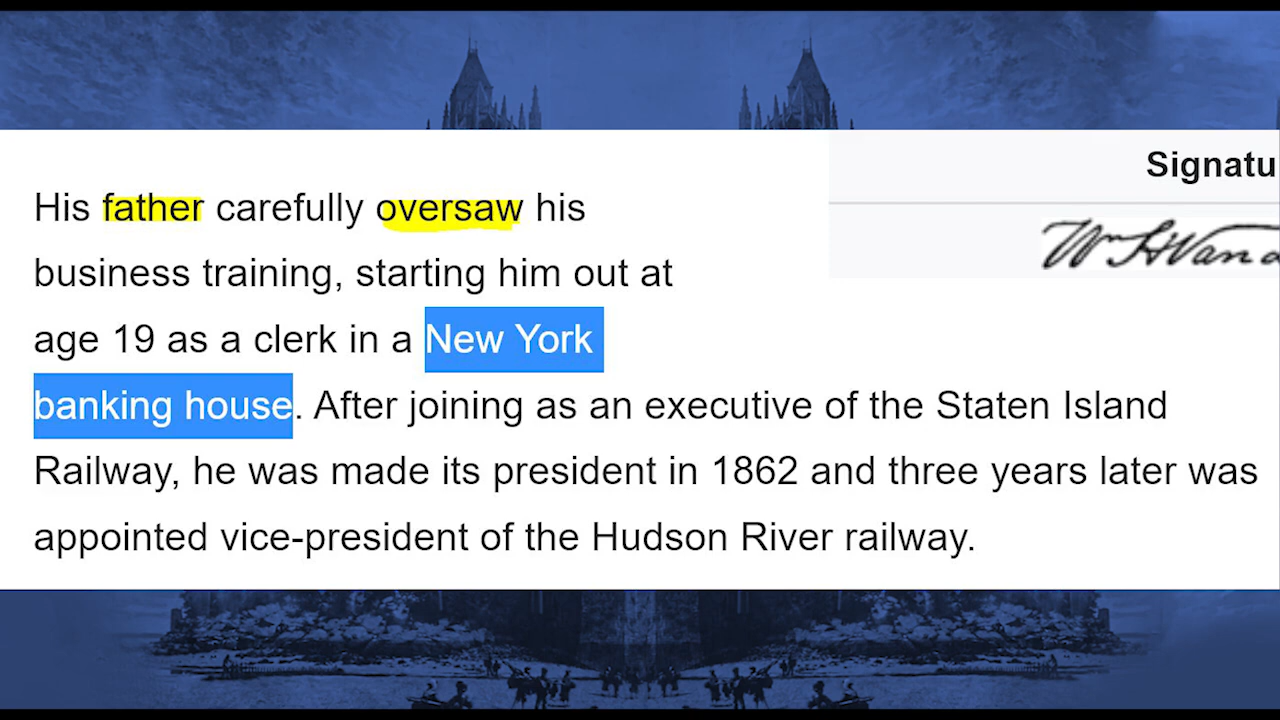 Signatu
His father carefully oversaw his
business training, starting him out at
age 19 as a clerk in a New York
banking house. After joining as an executive of the Staten Island
Railway, he was made its president in 1862 and three years later was
appointed vice-president of the Hudson River railway.